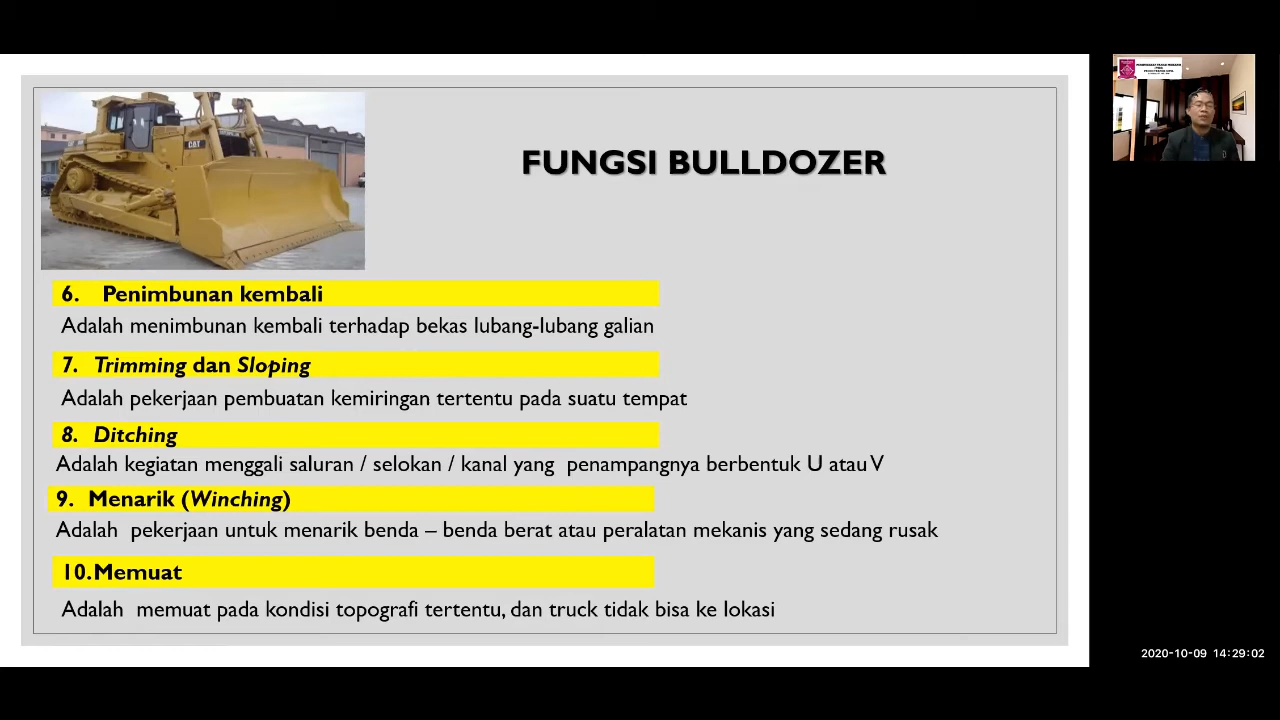 FUNGSI BULLDOZER
6. Penimbunan kembali
Adalah menimbunan kembali terhadap bekas lubang-lubang galian
7. Trimming dan Sloping
Adalah pekerjaan pembuatan kemiringan tertentu pada suatu tempat
8. Ditching
Adalah kegiatan menggali saluran / selokan / kanal yang penampangnya berbentuk U atau V
9. Menarik (Winching)
Adalah pekerjaan untuk menarik benda – benda berat atau peralatan mekanis yang sedang rusak
10.Memuat
Adalah memuat pada kondisi topografi tertentu, dan truck tidak bisa ke lokasi
2020-10-09 14:29:02